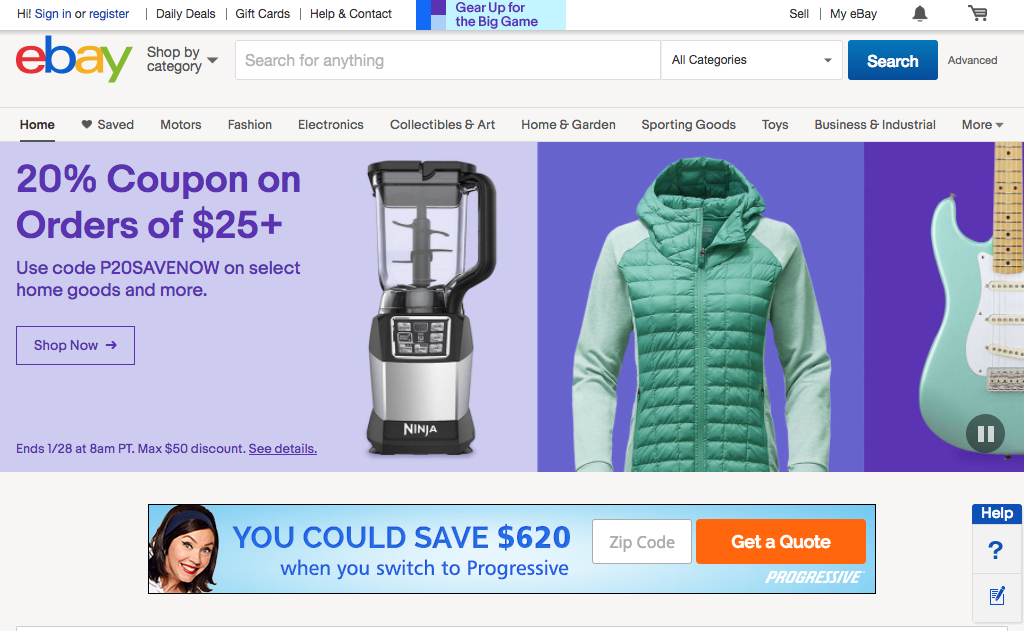 Hi! Sign in or register | Daily Deals | Gift Cards | Help & Contact
Gear Up for
the Big Game
Sell | My eBay
ebay
Shop by
category
Search for anything
All Categories
Search
Advanced
Home
Saved
Motors
Fashion
Electronics
Collectibles & Art
Home & Garden
Sporting Goods
Toys
Business & Industrial
More
20% Coupon on
Orders of $25+
Use code P20SAVENOW on select
home goods and more.
Shop Now →
Ends 1/28 at 8am PT. Max $50 discount. See details.
NINJA
YOU COULD SAVE $620
when you switch to Progressive
Zip Code
Get a Quote
PROGRESSIVE
Help
?